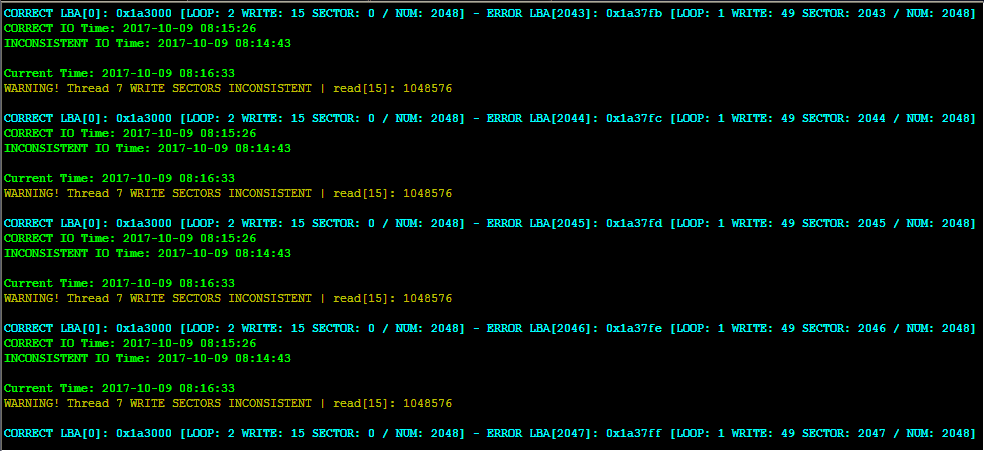 CORRECT LBA[0]: 0x1a3000 [LOOP: 2 WRITE: 15 SECTOR: 0 / NUM: 2048] - ERROR LBA[2043]: 0x1a37fb [LOOP: 1 WRITE: 49 SECTOR: 2043 / NUM: 2048]
CORRECT IO Time: 2017-10-09 08:15:26
INCONSISTENT IO Time: 2017-10-09 08:14:43
Current Time: 2017-10-09 08:16:33
WARNING! Thread 7 WRITE SECTORS INCONSISTENT | read[15]: 1048576
CORRECT LBA[0]: 0x1a3000 [LOOP: 2 WRITE: 15 SECTOR: 0 / NUM: 2048] - ERROR LBA[2044]: 0x1a37fc [LOOP: 1 WRITE: 49 SECTOR: 2044 / NUM: 2048]
CORRECT IO Time: 2017-10-09 08:15:26
INCONSISTENT IO Time: 2017-10-09 08:14:43
Current Time: 2017-10-09 08:16:33
WARNING! Thread 7 WRITE SECTORS INCONSISTENT | read[15]: 1048576
CORRECT LBA[0]: 0x1a3000 [LOOP: 2 WRITE: 15 SECTOR: 0 / NUM: 2048] - ERROR LBA[2045]: 0x1a37fd [LOOP: 1 WRITE: 49 SECTOR: 2045 / NUM: 2048]
CORRECT IO Time: 2017-10-09 08:15:26
INCONSISTENT IO Time: 2017-10-09 08:14:43
Current Time: 2017-10-09 08:16:33
WARNING! Thread 7 WRITE SECTORS INCONSISTENT | read[15]: 1048576
CORRECT LBA[0]: 0x1a3000 [LOOP: 2 WRITE: 15 SECTOR: 0 / NUM: 2048] - ERROR LBA[2046]: 0x1a37fe [LOOP: 1 WRITE: 49 SECTOR: 2046 / NUM: 2048]
CORRECT IO Time: 2017-10-09 08:15:26
INCONSISTENT IO Time: 2017-10-09 08:14:43
Current Time: 2017-10-09 08:16:33
WARNING! Thread 7 WRITE SECTORS INCONSISTENT | read[15]: 1048576
CORRECT LBA[0]: 0x1a3000 [LOOP: 2 WRITE: 15 SECTOR: 0 / NUM: 2048] - ERROR LBA[2047]: 0x1a37ff [LOOP: 1 WRITE: 49 SECTOR: 2047 / NUM: 2048]